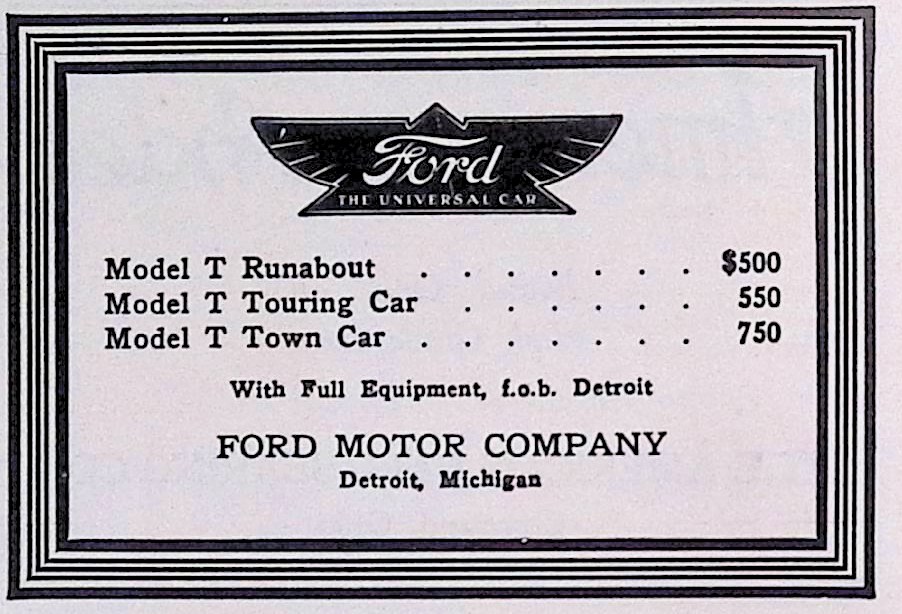 Ford
THE UNIVERSAL CAR
Model T Runabout . . . . . . . $500
Model T Touring Car . . . . . . 550
Model T Town Car . . . . . . . 750
With Full Equipment, f.o.b. Detroit
FORD MOTOR COMPANY
Detroit, Michigan